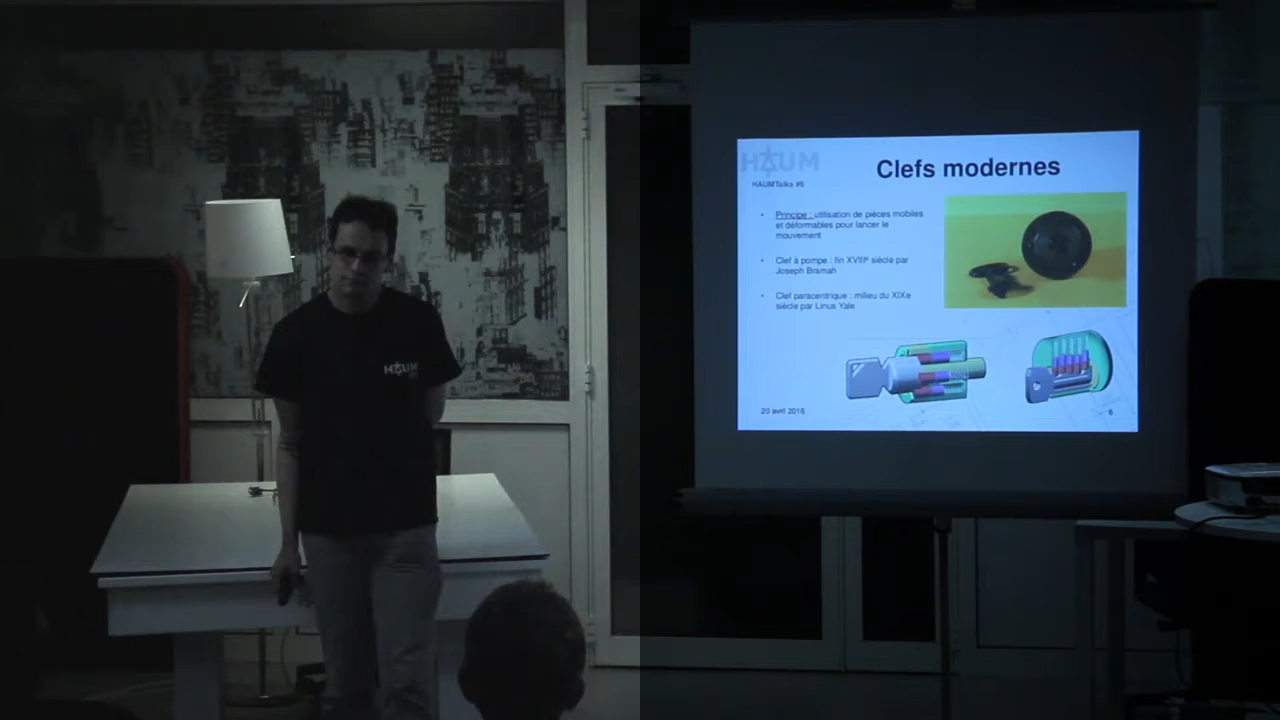 HAUM
HAUMTalks #6
Clefs modernes
Principe : utilisation de pièces mobiles
et déformables pour lancer le
mouvement
Clef à pompe : fin XVIIIᵉ siècle par
Joseph Bramah
Clef paracentrique : milieu du XIXe
siècle par Linus Yale
20 avril 2016
6
HAUM